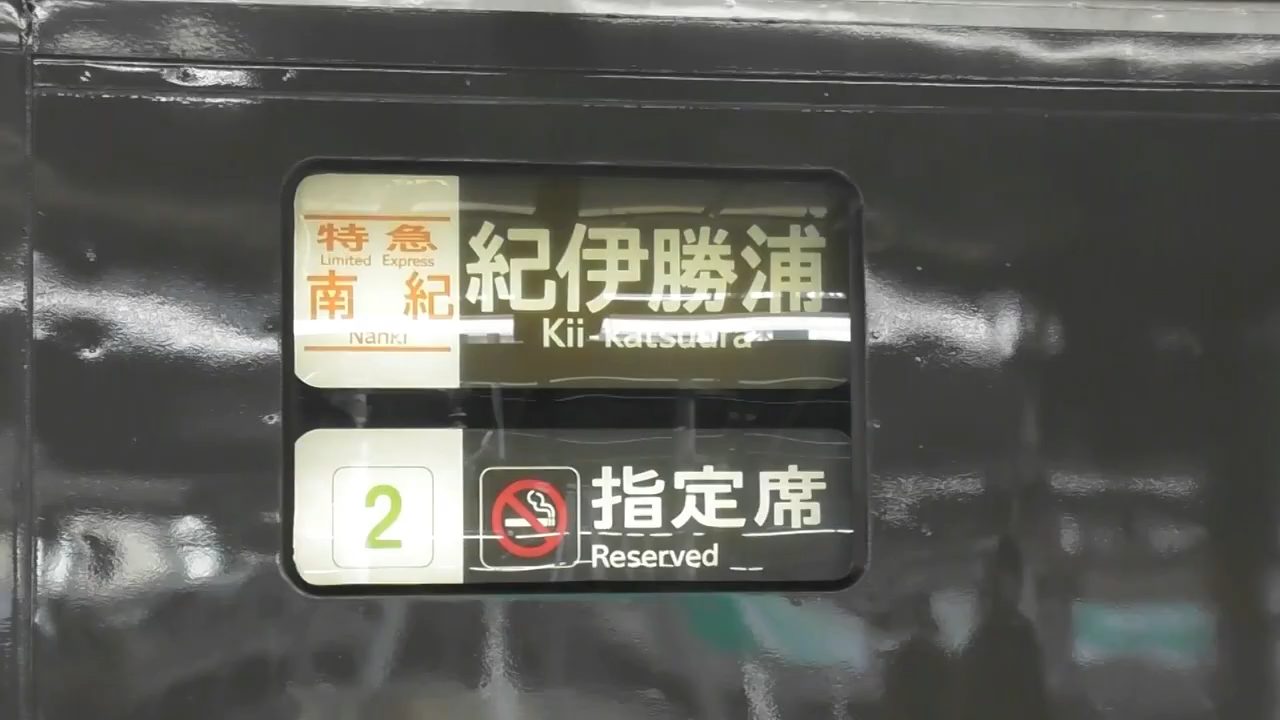 特急
Limited Express
南紀
Nanki
紀伊勝浦
Kii-katsuura
2
指定席
Reserved